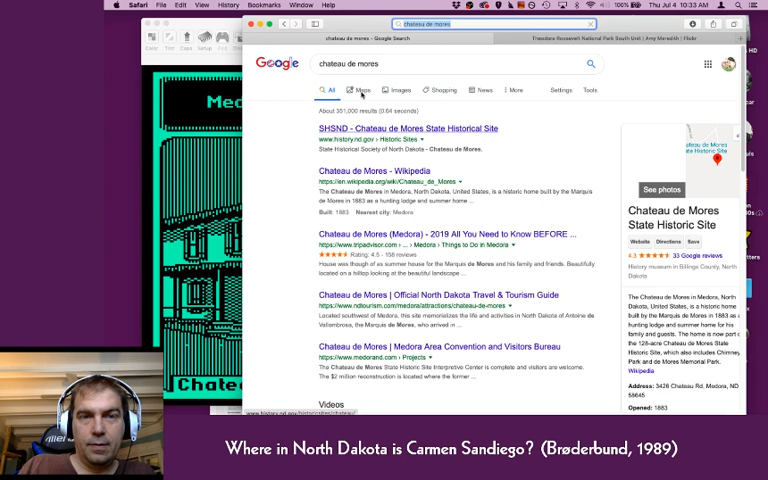 Safari File Edit View History Bookmarks Window Help
100% Thu Jul 4 10:33 AM
chateau de mores
chateau de mores - Google Search
Theodore Roosevelt National Park South Unit | Amy Meredith | Flickr
Color Tint
Google
chateau de mores
All Maps Images Shopping News More Settings Tools
About 351,000 results (0.64 seconds)
SHSND - Chateau de Mores State Historical Site
www.history.nd.gov › Historic Sites
State Historical Society of North Dakota - Chateau de Mores.
Chateau de Mores - Wikipedia
https://en.wikipedia.org/wiki/Chateau_de_Mores
The Chateau de Mores in Medora, North Dakota, United States, is a historic home built by the Marquis
de Mores in 1883 as a hunting lodge and summer home ...
Built: 1883 Nearest city: Medora
Chateau de Mores (Medora) - 2019 All You Need to Know BEFORE ...
https://www.tripadvisor.com › ... › Medora › Things to Do in Medora
Rating: 4.5 - 158 reviews
House was though of as summer house for the Marquis de Mores and his family and friends. Beautifully
located on a hilltop looking at the beautiful landscape ...
Chateau de Mores | Official North Dakota Travel & Tourism Guide
https://www.ndtourism.com/medora/attractions/chateau-de-mores
Located southwest of Medora, this site memorializes the life and activities in North Dakota of Antoine de
Vallombrosa, the Marquis de Mores, who arrived in ...
Chateau de Mores | Medora Area Convention and Visitors Bureau
https://www.medorand.com › Projects
The Chateau de Mores State Historic Site Interpretive Center is complete and visitors are welcome.
The $2 million reconstruction is located where the former ...
Videos
See photos
Chateau de Mores
State Historic Site
Website Directions Save
4.3 33 Google reviews
History museum in Billings County, North
Dakota
The Chateau de Mores in Medora, North
Dakota, United States, is a historic home
built by the Marquis de Mores in 1883 as a
hunting lodge and summer home for his
family and guests. The home is now part o
the 128-acre Chateau de Mores State
Historic Site, which also includes Chimney
Park and de Mores Memorial Park.
Wikipedia
Address: 3426 Chateau Rd, Medora, ND
58645
Opened: 1883
Med
Chatea
Where in North Dakota is Carmen Sandiego? (Brøderbund, 1989)